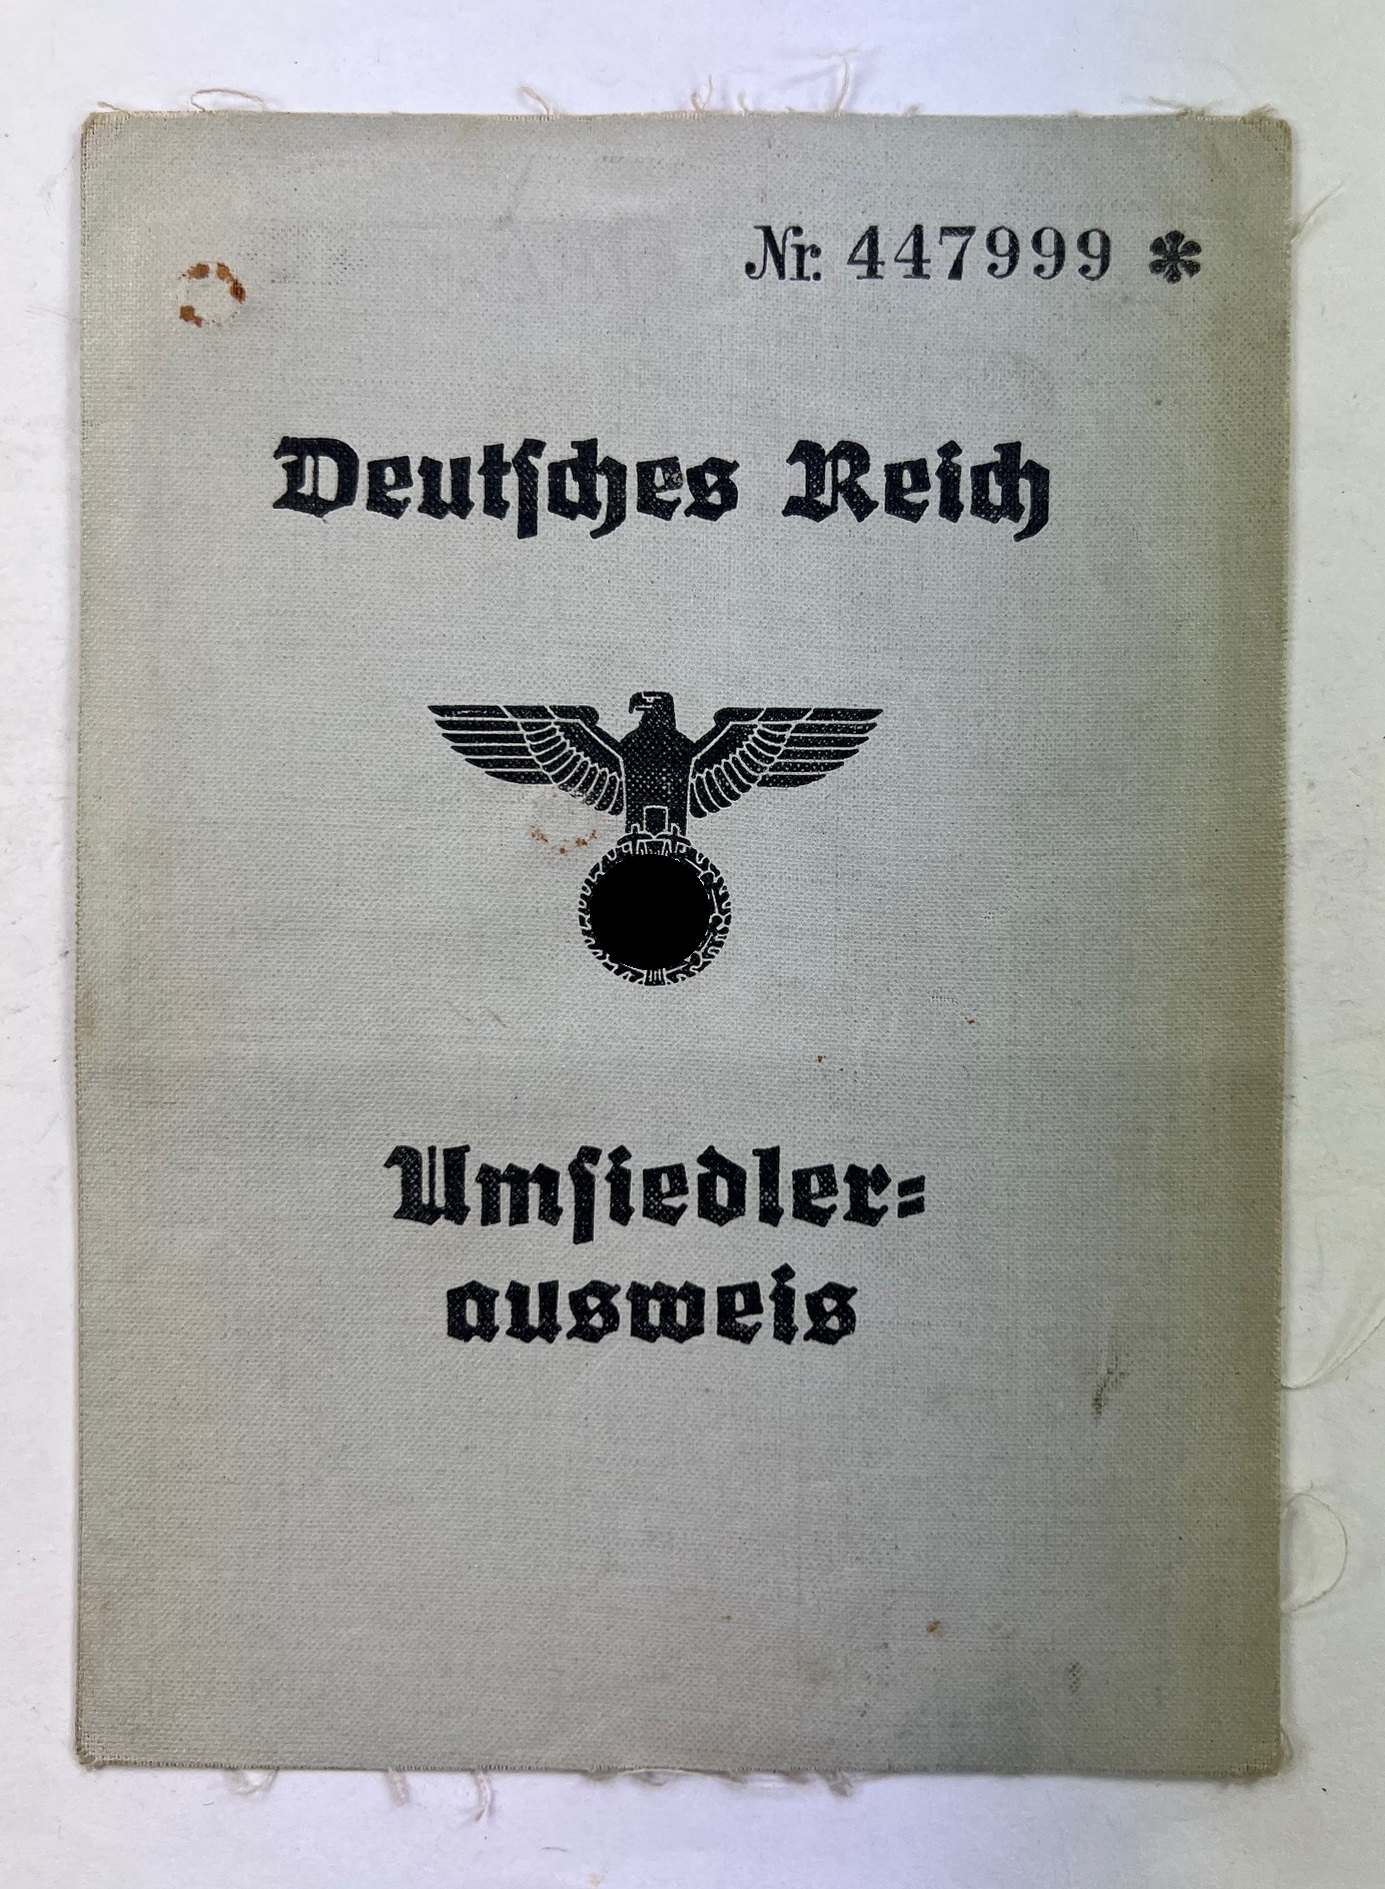 Nr. 447999 *
Deutſches Reich
Umſiedler=
ausweis